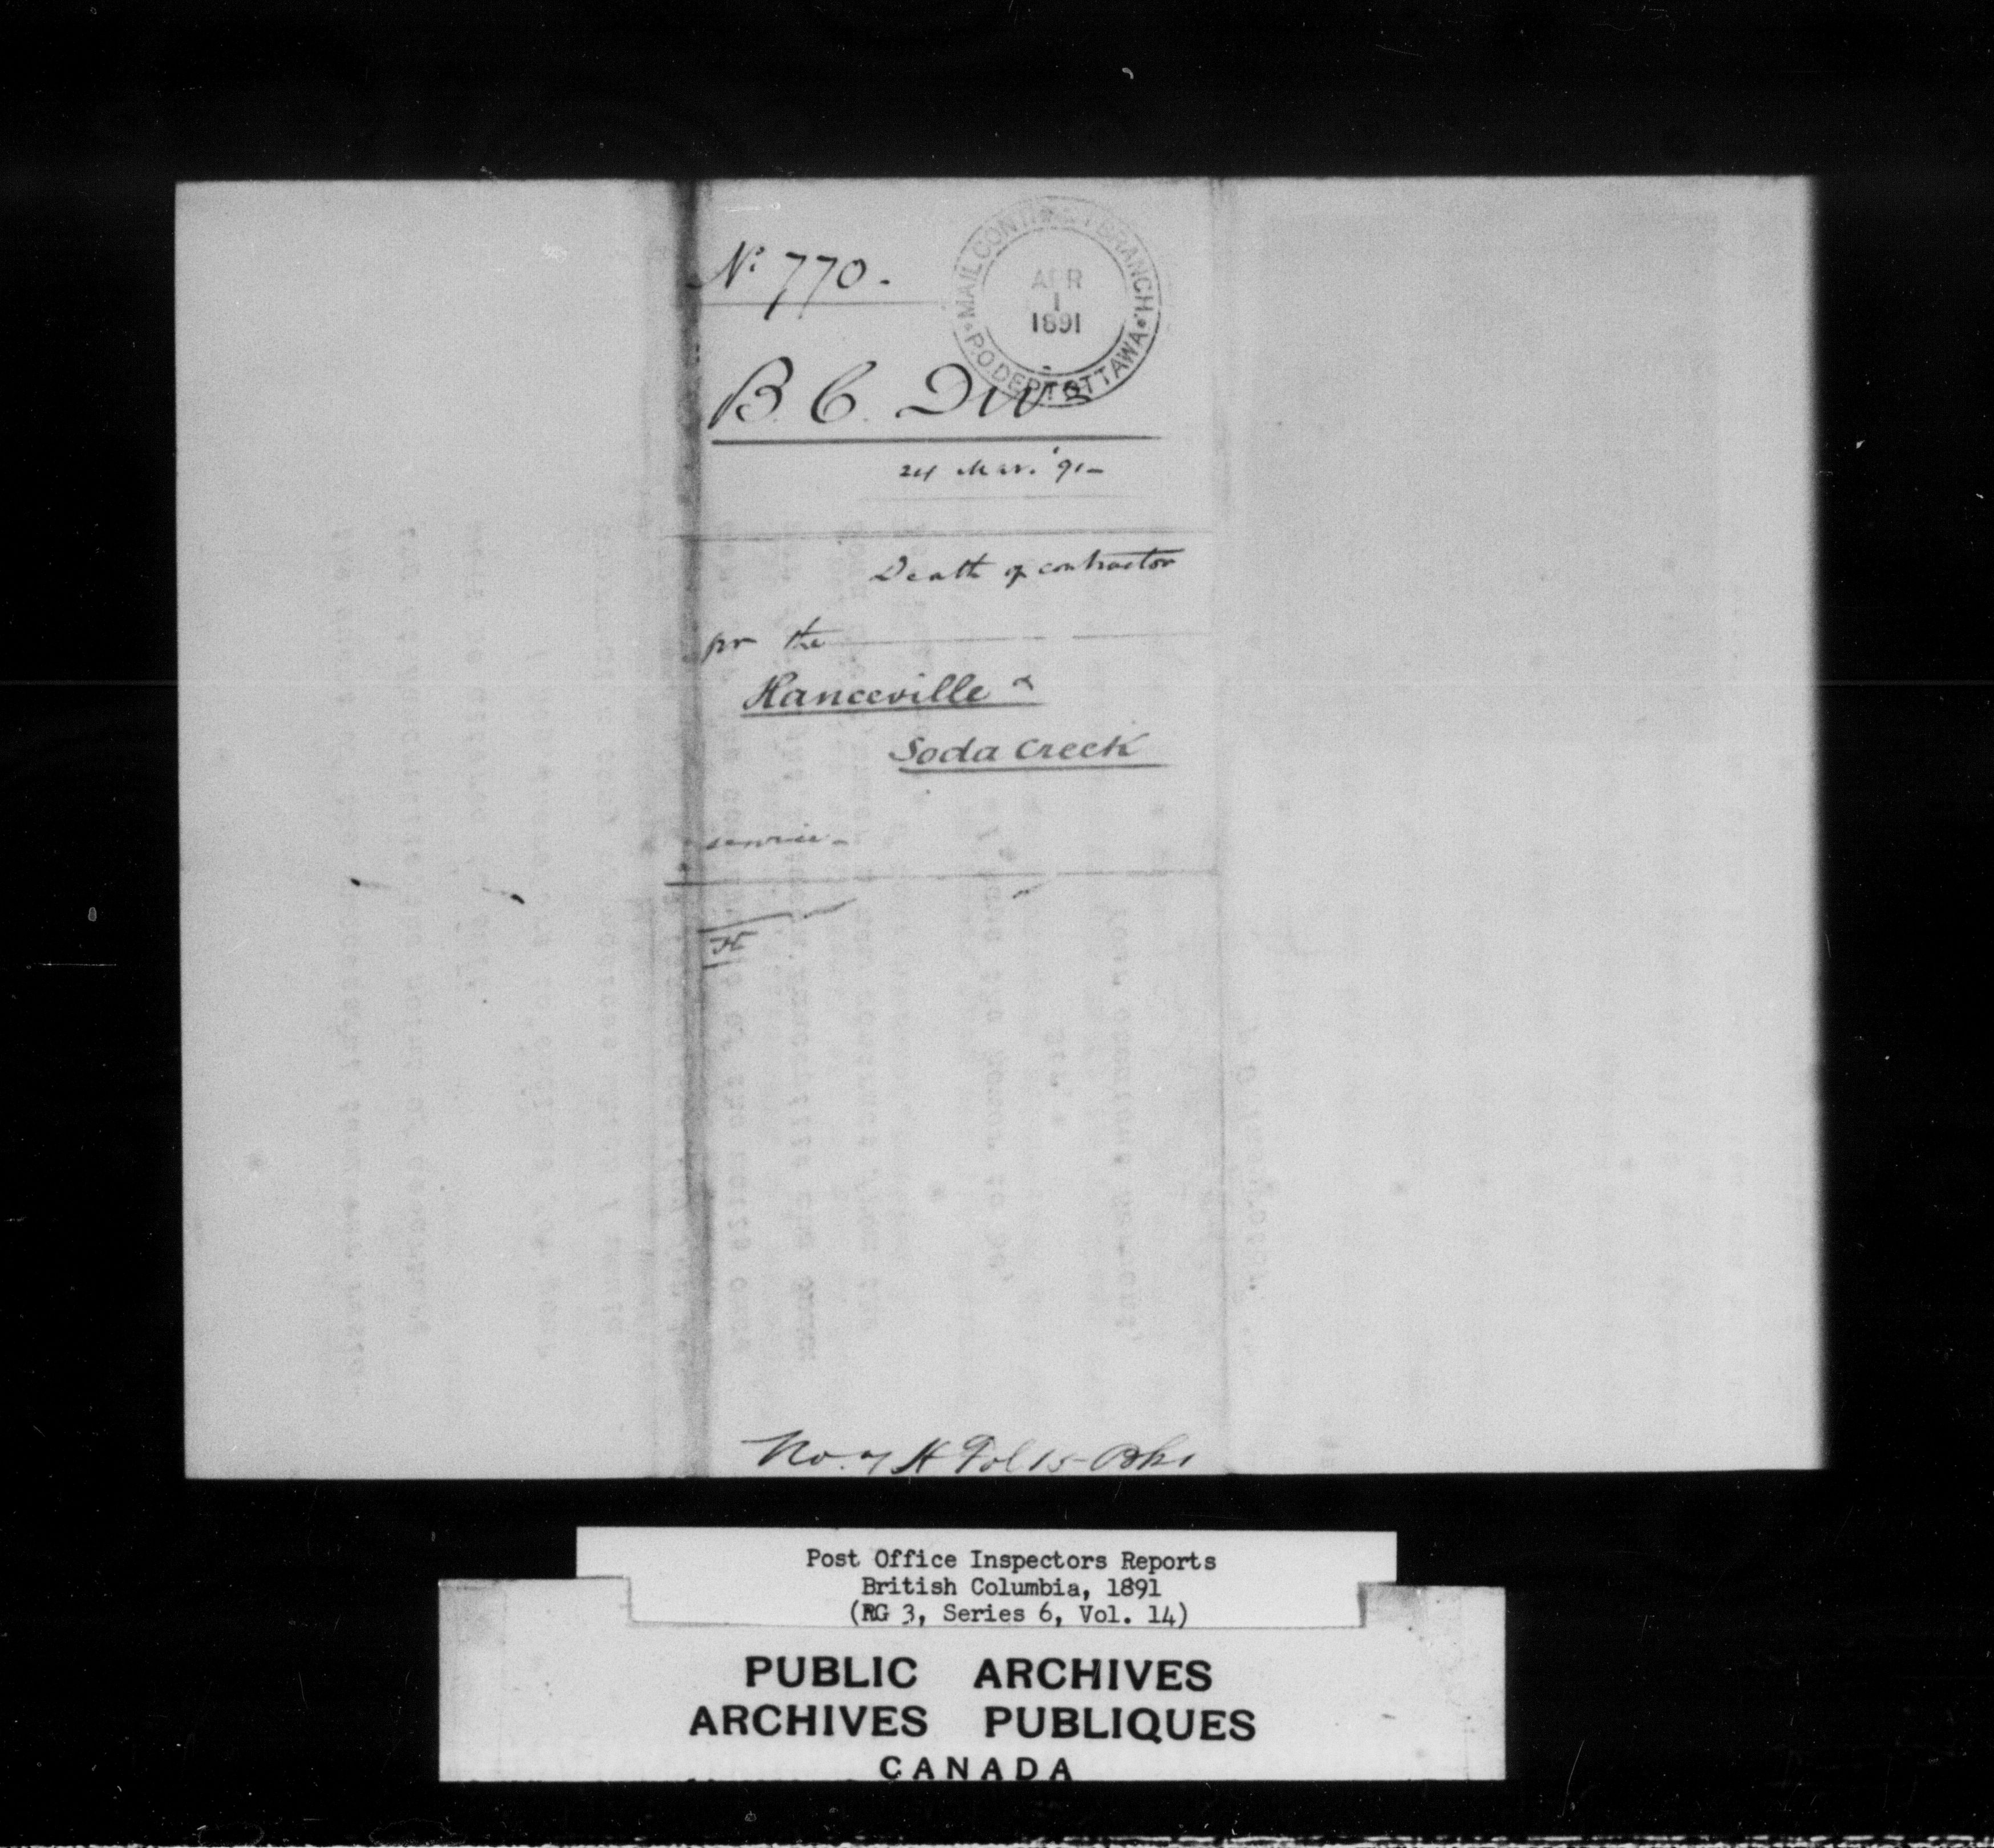 No. 770.
MAIL CONTRACT BRANCH.
APR
1
1891
P.O. DEPT OTTAWA
B. C. Div
24 Mar. '91-
Death of contractor
for the
Hanceville &
Soda Creek
service-
H
No. 7 H Fol 15- Bk 1
Post Office Inspectors Reports
British Columbia, 1891
(RG 3, Series 6, Vol. 14)
PUBLIC ARCHIVES
ARCHIVES PUBLIQUES
CANADA